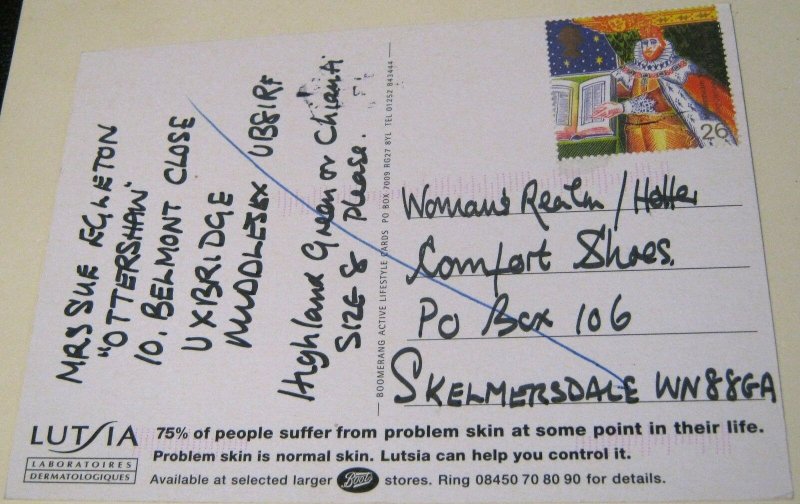 MRS SUE EGLETON
"OTTERSHAW"
10, BELMONT CLOSE
UXBRIDGE
MIDDLESEX UB81RF
Highland Green or Chianti
SIZE 8 Please.
BOOMERANG ACTIVE LIFESTYLE CARDS PO BOX 7009 RG27 8YL TEL 01252 843444
26
Womans Realm / Hotter
Comfort Shoes.
PO Box 106
SKELMERSDALE WN88GA
LUTSIA
LABORATOIRES
DERMATOLOGIQUES
75% of people suffer from problem skin at some point in their life.
Problem skin is normal skin. Lutsia can help you control it.
Available at selected larger Boots stores. Ring 08450 70 80 90 for details.